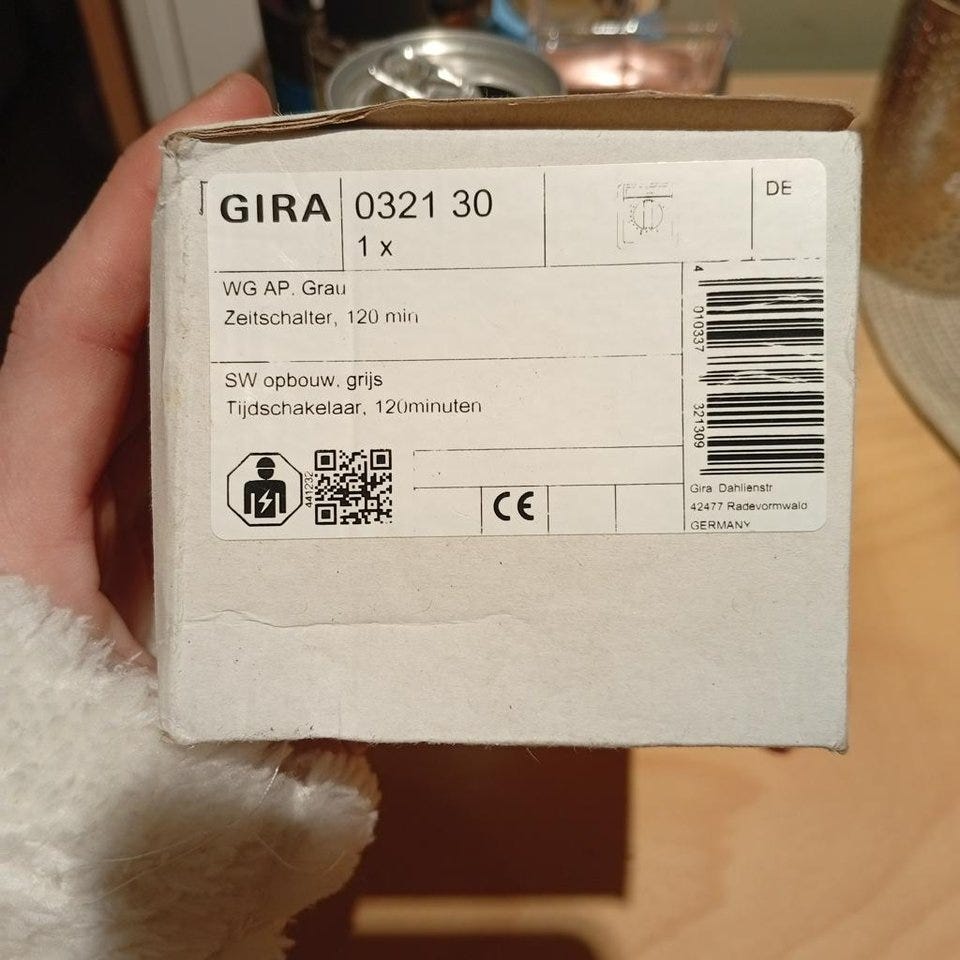 GIRA
0321 30
1 x
DE
WG AP. Grau
Zeitschalter, 120 min
SW opbouw, grijs
Tijdschakelaar, 120minuten
4 010337 321309
441232
CE
Gira Dahlienstr
42477 Radevormwald
GERMANY